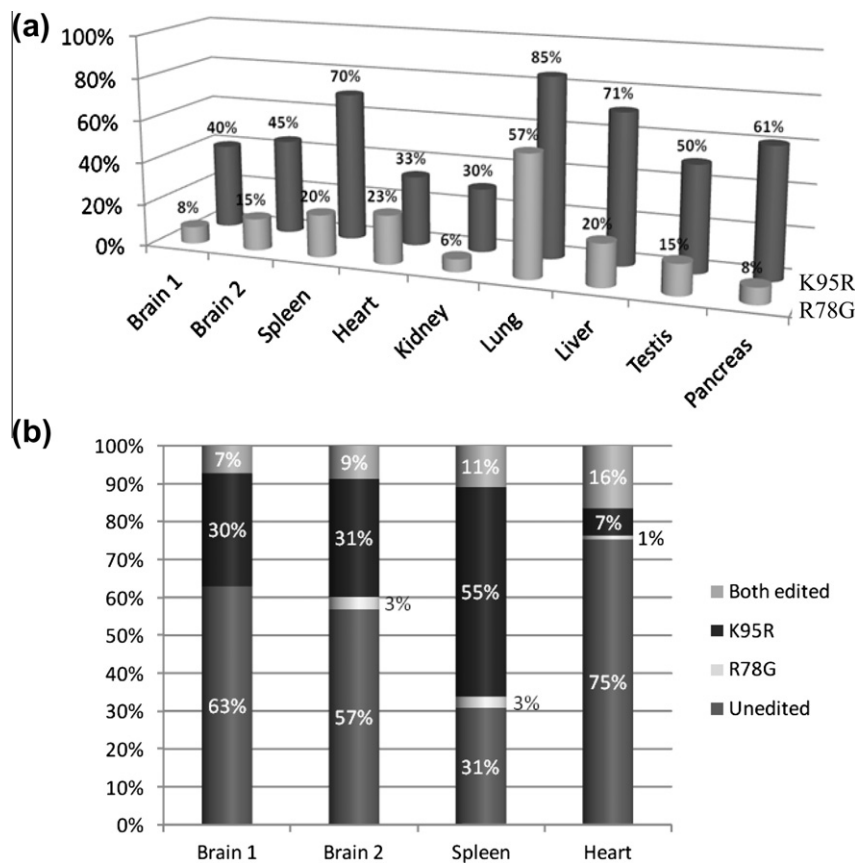 (a)
100%
80%
60%
40%
20%
0%
8%
40%
15%
45%
20%
70%
23%
33%
6%
30%
57%
85%
20%
71%
15%
50%
8%
61%
K95R
R78G
Brain 1
Brain 2
Spleen
Heart
Kidney
Lung
Liver
Testis
Pancreas
(b)
100%
90%
80%
70%
60%
50%
40%
30%
20%
10%
0%
7%
30%
63%
9%
31%
3%
57%
11%
55%
3%
31%
16%
7%
1%
75%
Brain 1
Brain 2
Spleen
Heart
Both edited
K95R
R78G
Unedited